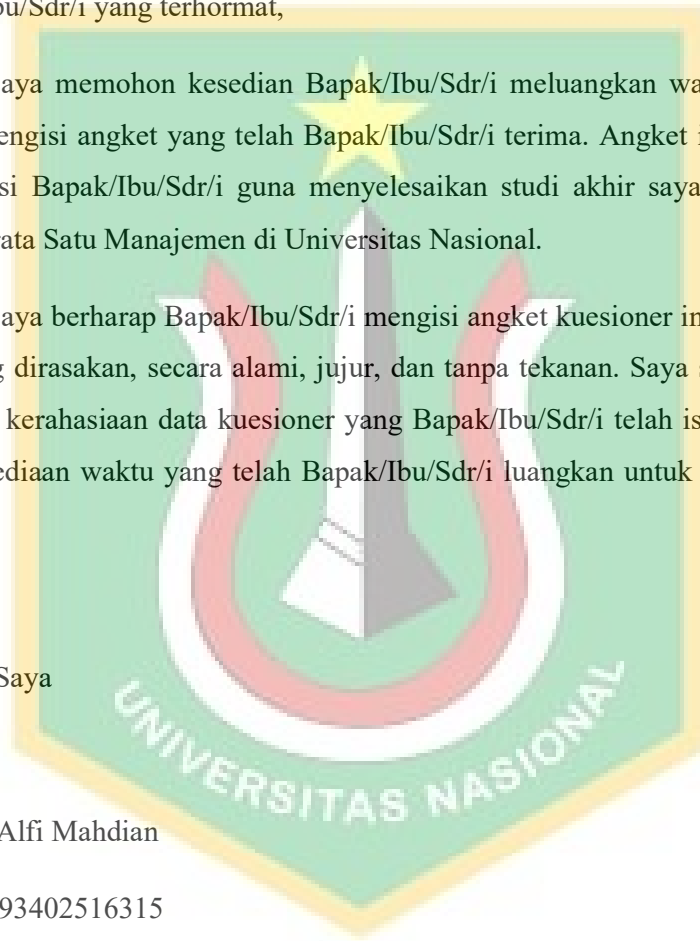 bu/Sdr/i yang terhormat,
aya memohon kesedian Bapak/Ibu/Sdr/i meluangkan wa
engisi angket yang telah Bapak/Ibu/Sdr/i terima. Angket i
si Bapak/Ibu/Sdr/i guna menyelesaikan studi akhir saya
rata Satu Manajemen di Universitas Nasional.
aya berharap Bapak/Ibu/Sdr/i mengisi angket kuesioner in
g dirasakan, secara alami, jujur, dan tanpa tekanan. Saya s
kerahasiaan data kuesioner yang Bapak/Ibu/Sdr/i telah is
ediaan waktu yang telah Bapak/Ibu/Sdr/i luangkan untuk
Saya
UNIVERSITAS NASIONAL
Alfi Mahdian
93402516315